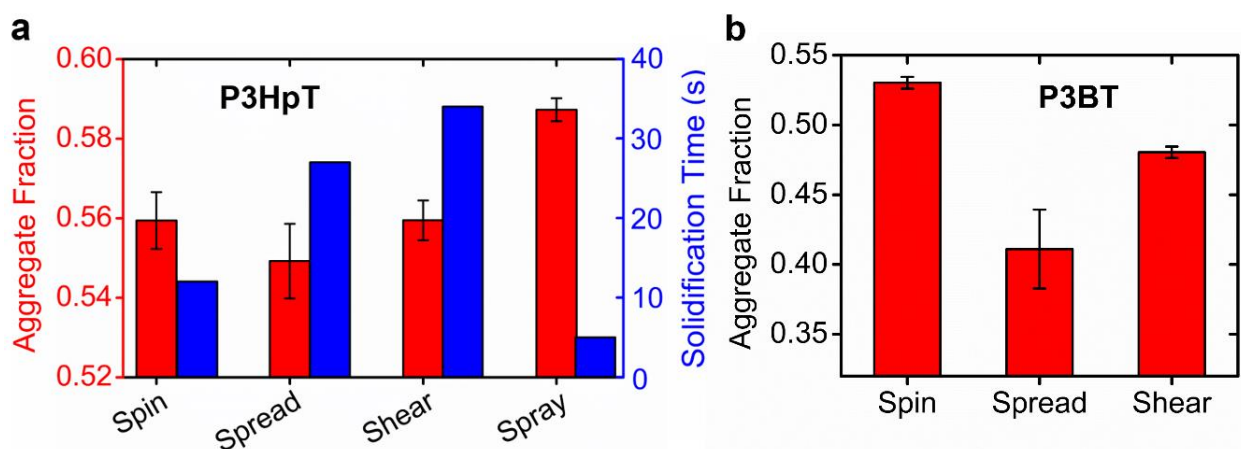 a
P3HpT
Aggregate Fraction
0.60
0.58
0.56
0.54
0.52
40
30
20
10
0
Solidification Time (s)
Spin
Spread
Shear
Spray
b
P3BT
Aggregate Fraction
0.55
0.50
0.45
0.40
0.35
Spin
Spread
Shear